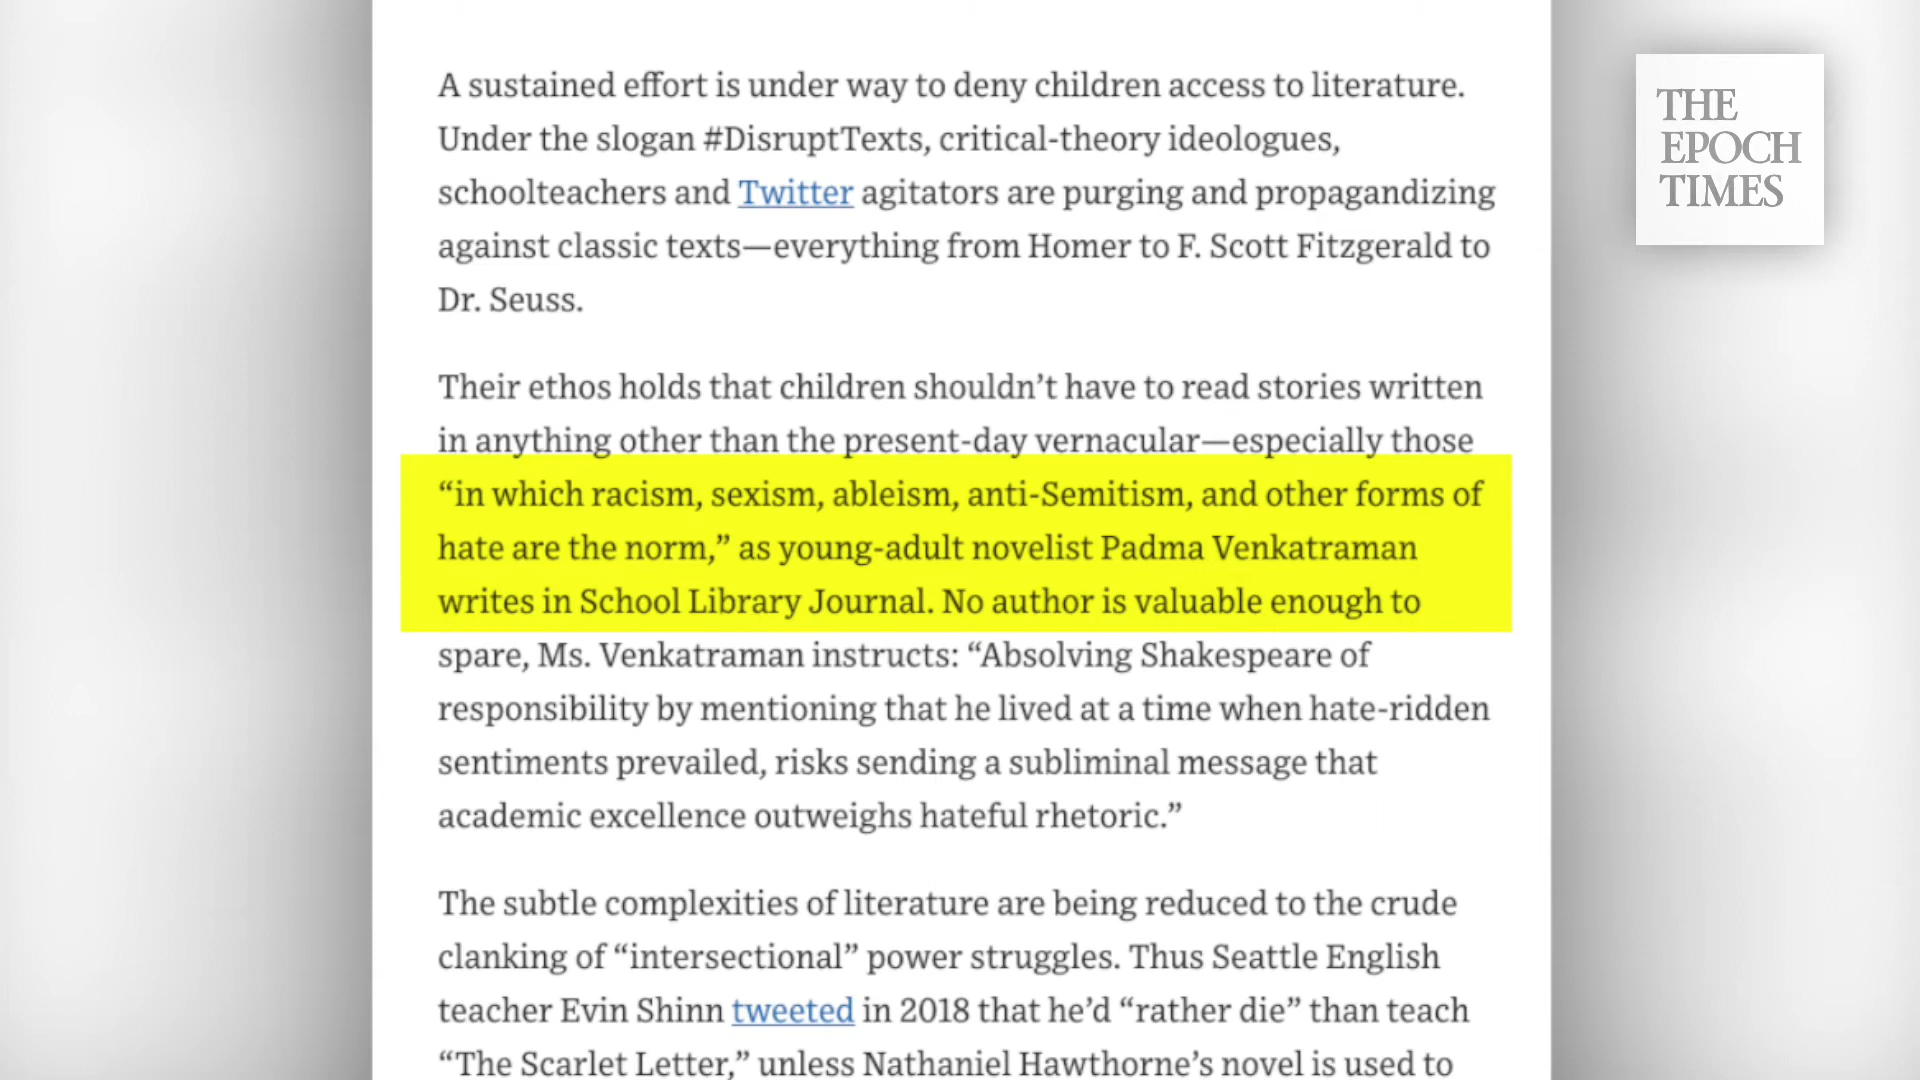 A sustained effort is under way to deny children access to literature.
Under the slogan #DisruptTexts, critical-theory ideologues,
schoolteachers and Twitter agitators are purging and propagandizing
against classic texts—everything from Homer to F. Scott Fitzgerald to
Dr. Seuss.
Their ethos holds that children shouldn’t have to read stories written
in anything other than the present-day vernacular—especially those
“in which racism, sexism, ableism, anti-Semitism, and other forms of
hate are the norm,” as young-adult novelist Padma Venkatraman
writes in School Library Journal. No author is valuable enough to
spare, Ms. Venkatraman instructs: “Absolving Shakespeare of
responsibility by mentioning that he lived at a time when hate-ridden
sentiments prevailed, risks sending a subliminal message that
academic excellence outweighs hateful rhetoric.”
The subtle complexities of literature are being reduced to the crude
clanking of “intersectional” power struggles. Thus Seattle English
teacher Evin Shinn tweeted in 2018 that he’d “rather die” than teach
“The Scarlet Letter,” unless Nathaniel Hawthorne’s novel is used to
THE
EPOCH
TIMES